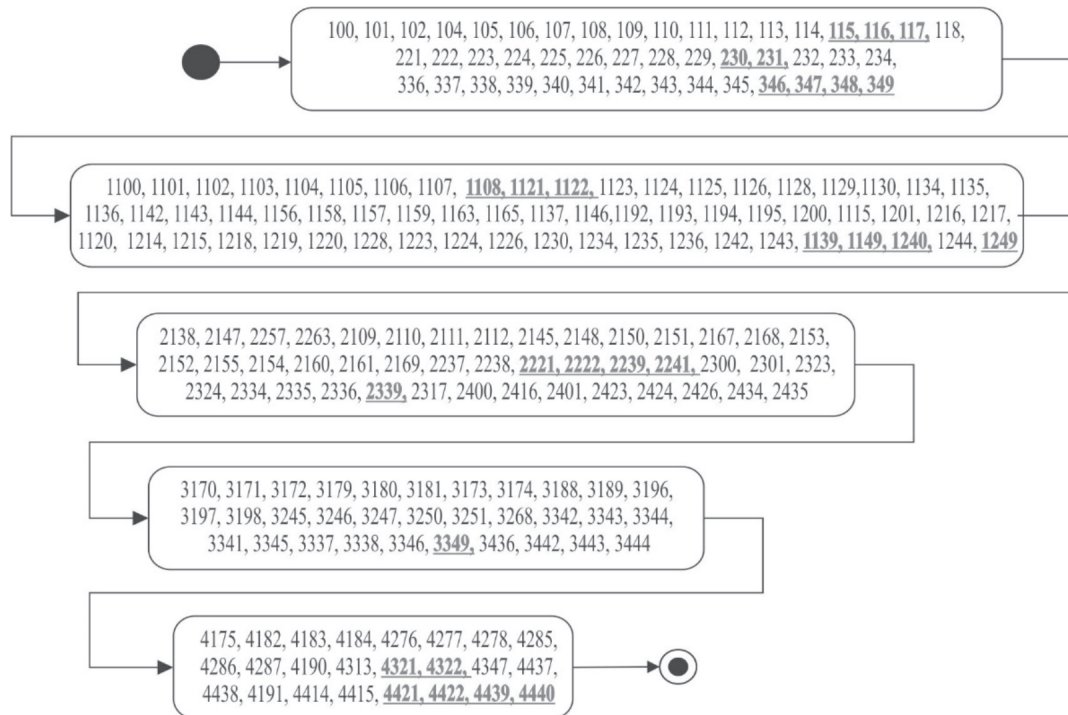 100, 101, 102, 104, 105, 106, 107, 108, 109, 110, 111, 112, 113, 114, 115, 116, 117, 118,
221, 222, 223, 224, 225, 226, 227, 228, 229, 230, 231, 232, 233, 234,
336, 337, 338, 339, 340, 341, 342, 343, 344, 345, 346, 347, 348, 349
1100, 1101, 1102, 1103, 1104, 1105, 1106, 1107, 1108, 1121, 1122, 1123, 1124, 1125, 1126, 1128, 1129,1130, 1134, 1135,
1136, 1142, 1143, 1144, 1156, 1158, 1157, 1159, 1163, 1165, 1137, 1146,1192, 1193, 1194, 1195, 1200, 1115, 1201, 1216, 1217,
1120, 1214, 1215, 1218, 1219, 1220, 1228, 1223, 1224, 1226, 1230, 1234, 1235, 1236, 1242, 1243, 1139, 1149, 1240, 1244, 1249
2138, 2147, 2257, 2263, 2109, 2110, 2111, 2112, 2145, 2148, 2150, 2151, 2167, 2168, 2153,
2152, 2155, 2154, 2160, 2161, 2169, 2237, 2238, 2221, 2222, 2239, 2241, 2300, 2301, 2323,
2324, 2334, 2335, 2336, 2339, 2317, 2400, 2416, 2401, 2423, 2424, 2426, 2434, 2435
3170, 3171, 3172, 3179, 3180, 3181, 3173, 3174, 3188, 3189, 3196,
3197, 3198, 3245, 3246, 3247, 3250, 3251, 3268, 3342, 3343, 3344,
3341, 3345, 3337, 3338, 3346, 3349, 3436, 3442, 3443, 3444
4175, 4182, 4183, 4184, 4276, 4277, 4278, 4285,
4286, 4287, 4190, 4313, 4321, 4322, 4347, 4437,
4438, 4191, 4414, 4415, 4421, 4422, 4439, 4440